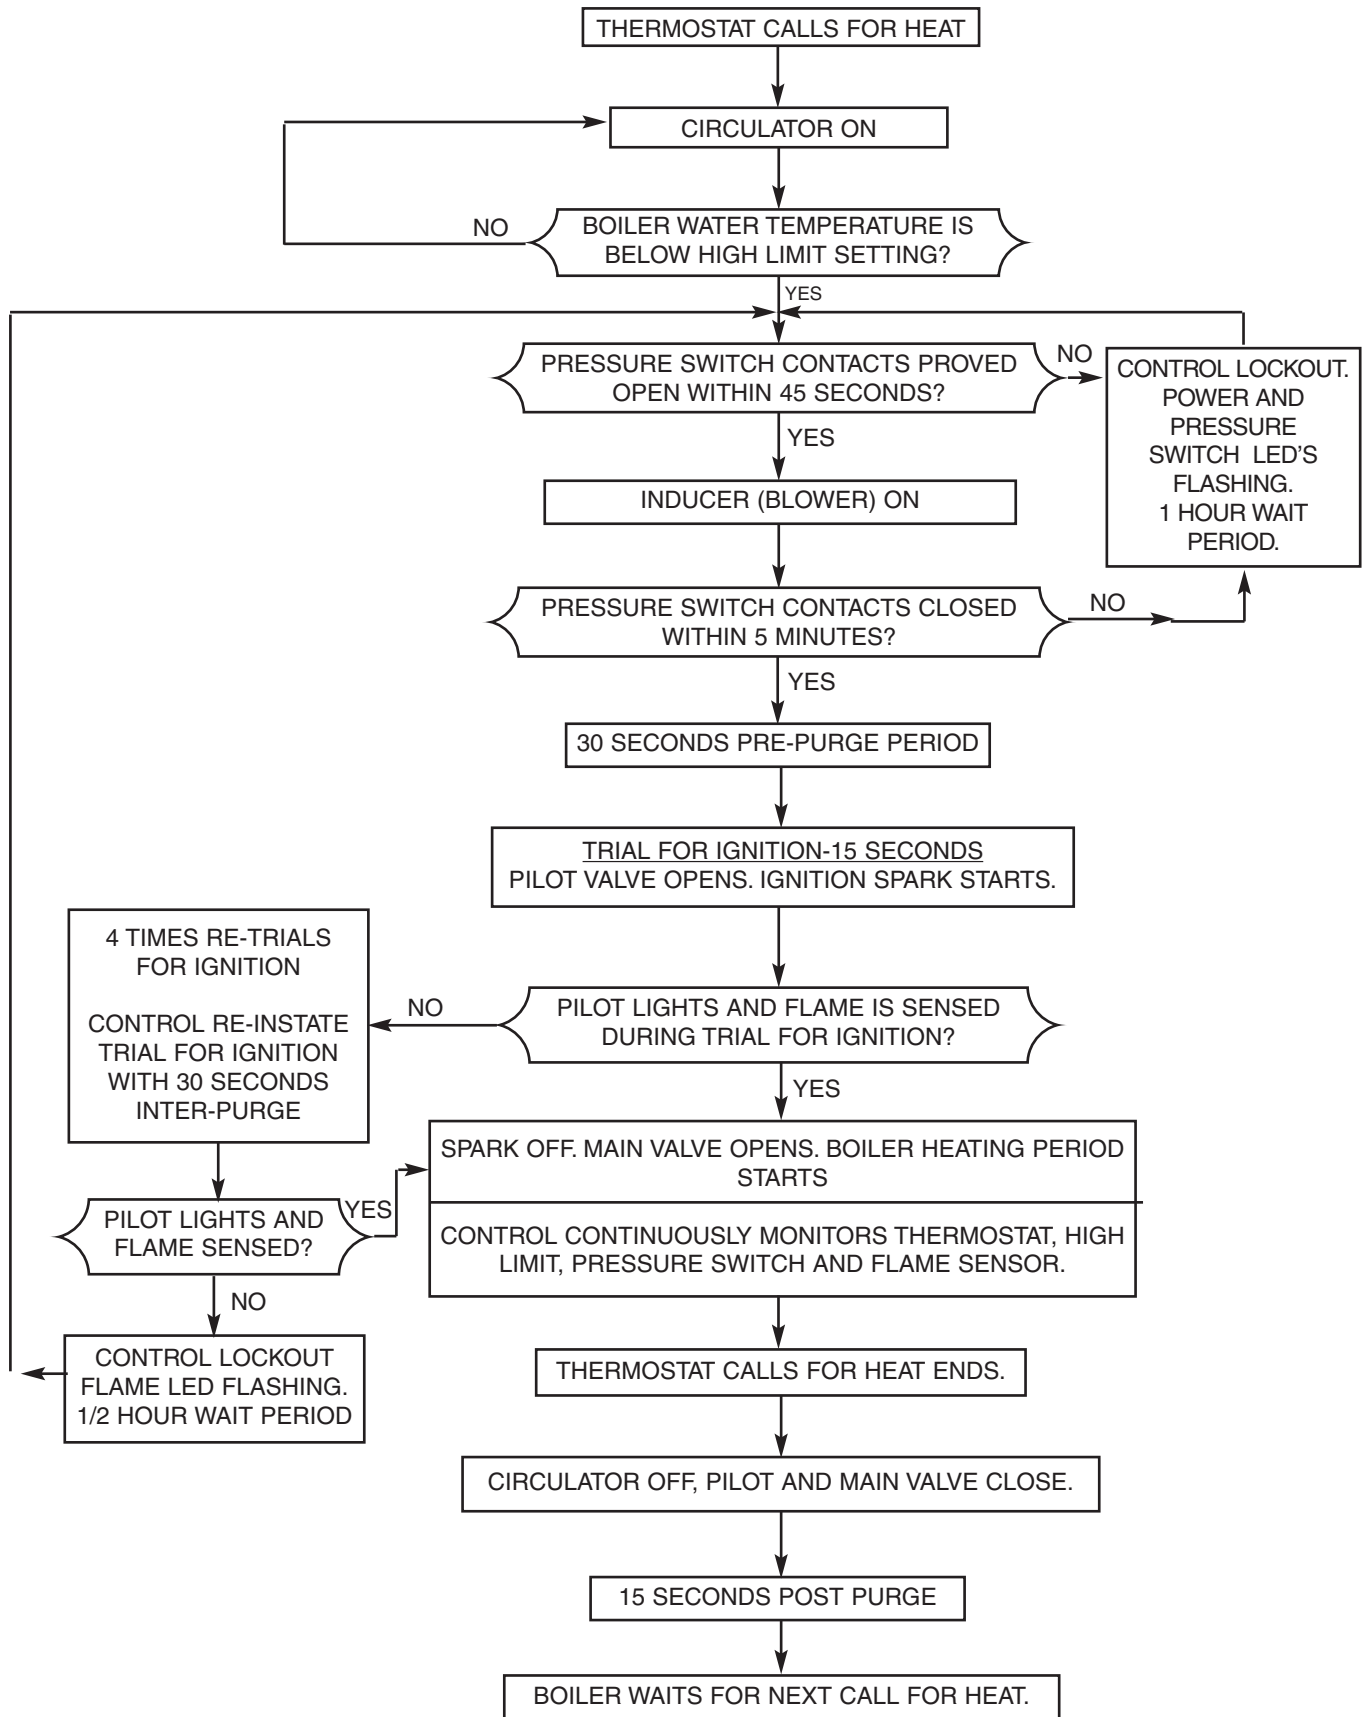 THERMOSTAT CALLS FOR HEAT
CIRCULATOR ON
NO
BOILER WATER TEMPERATURE IS
BELOW HIGH LIMIT SETTING?
YES
PRESSURE SWITCH CONTACTS PROVED
OPEN WITHIN 45 SECONDS?
NO
CONTROL LOCKOUT.
POWER AND
PRESSURE
SWITCH LED'S
FLASHING.
1 HOUR WAIT
PERIOD.
YES
INDUCER (BLOWER) ON
PRESSURE SWITCH CONTACTS CLOSED
WITHIN 5 MINUTES?
NO
YES
30 SECONDS PRE-PURGE PERIOD
TRIAL FOR IGNITION-15 SECONDS
PILOT VALVE OPENS. IGNITION SPARK STARTS.
PILOT LIGHTS AND FLAME IS SENSED
DURING TRIAL FOR IGNITION?
NO
4 TIMES RE-TRIALS
FOR IGNITION
CONTROL RE-INSTATE
TRIAL FOR IGNITION
WITH 30 SECONDS
INTER-PURGE
YES
SPARK OFF. MAIN VALVE OPENS. BOILER HEATING PERIOD
STARTS
CONTROL CONTINUOUSLY MONITORS THERMOSTAT, HIGH
LIMIT, PRESSURE SWITCH AND FLAME SENSOR.
PILOT LIGHTS AND
FLAME SENSED?
YES
NO
CONTROL LOCKOUT
FLAME LED FLASHING.
1/2 HOUR WAIT PERIOD
THERMOSTAT CALLS FOR HEAT ENDS.
CIRCULATOR OFF, PILOT AND MAIN VALVE CLOSE.
15 SECONDS POST PURGE
BOILER WAITS FOR NEXT CALL FOR HEAT.